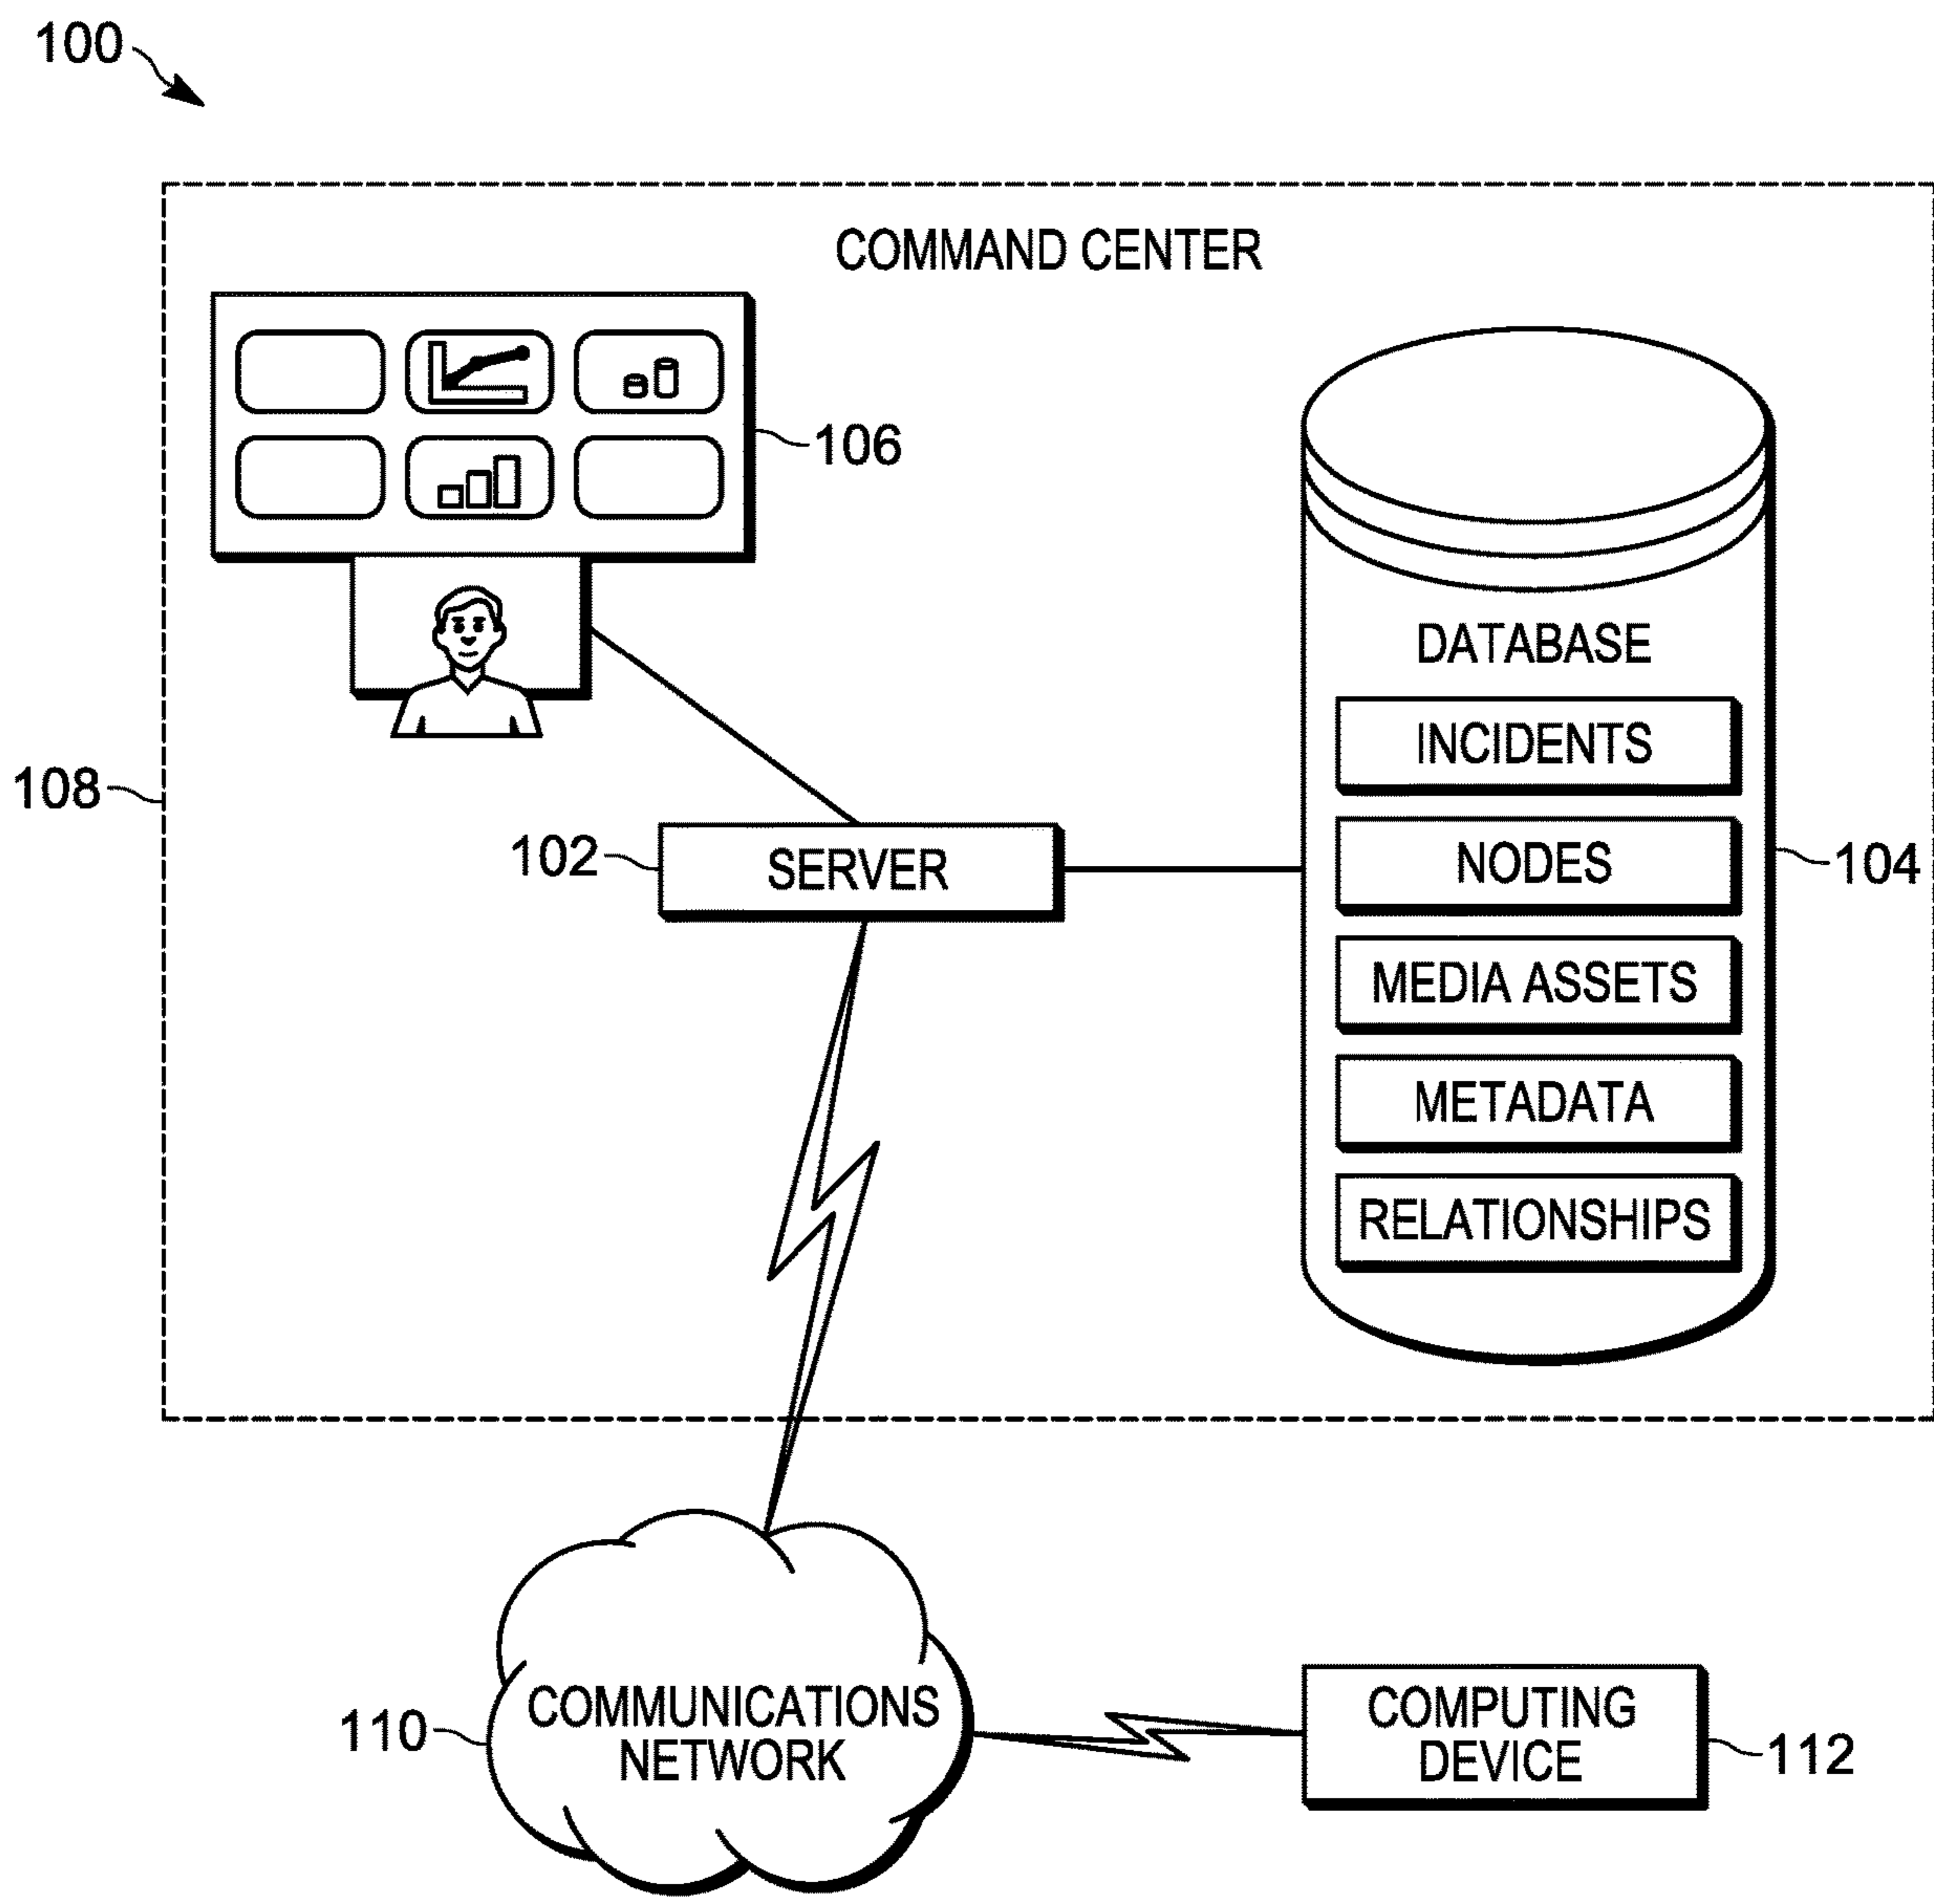 100
COMMAND CENTER
106
DATABASE
INCIDENTS
108
102
SERVER
NODES
104
MEDIA ASSETS
METADATA
RELATIONSHIPS
COMMUNICATIONS
NETWORK
110
COMPUTING
DEVICE
112